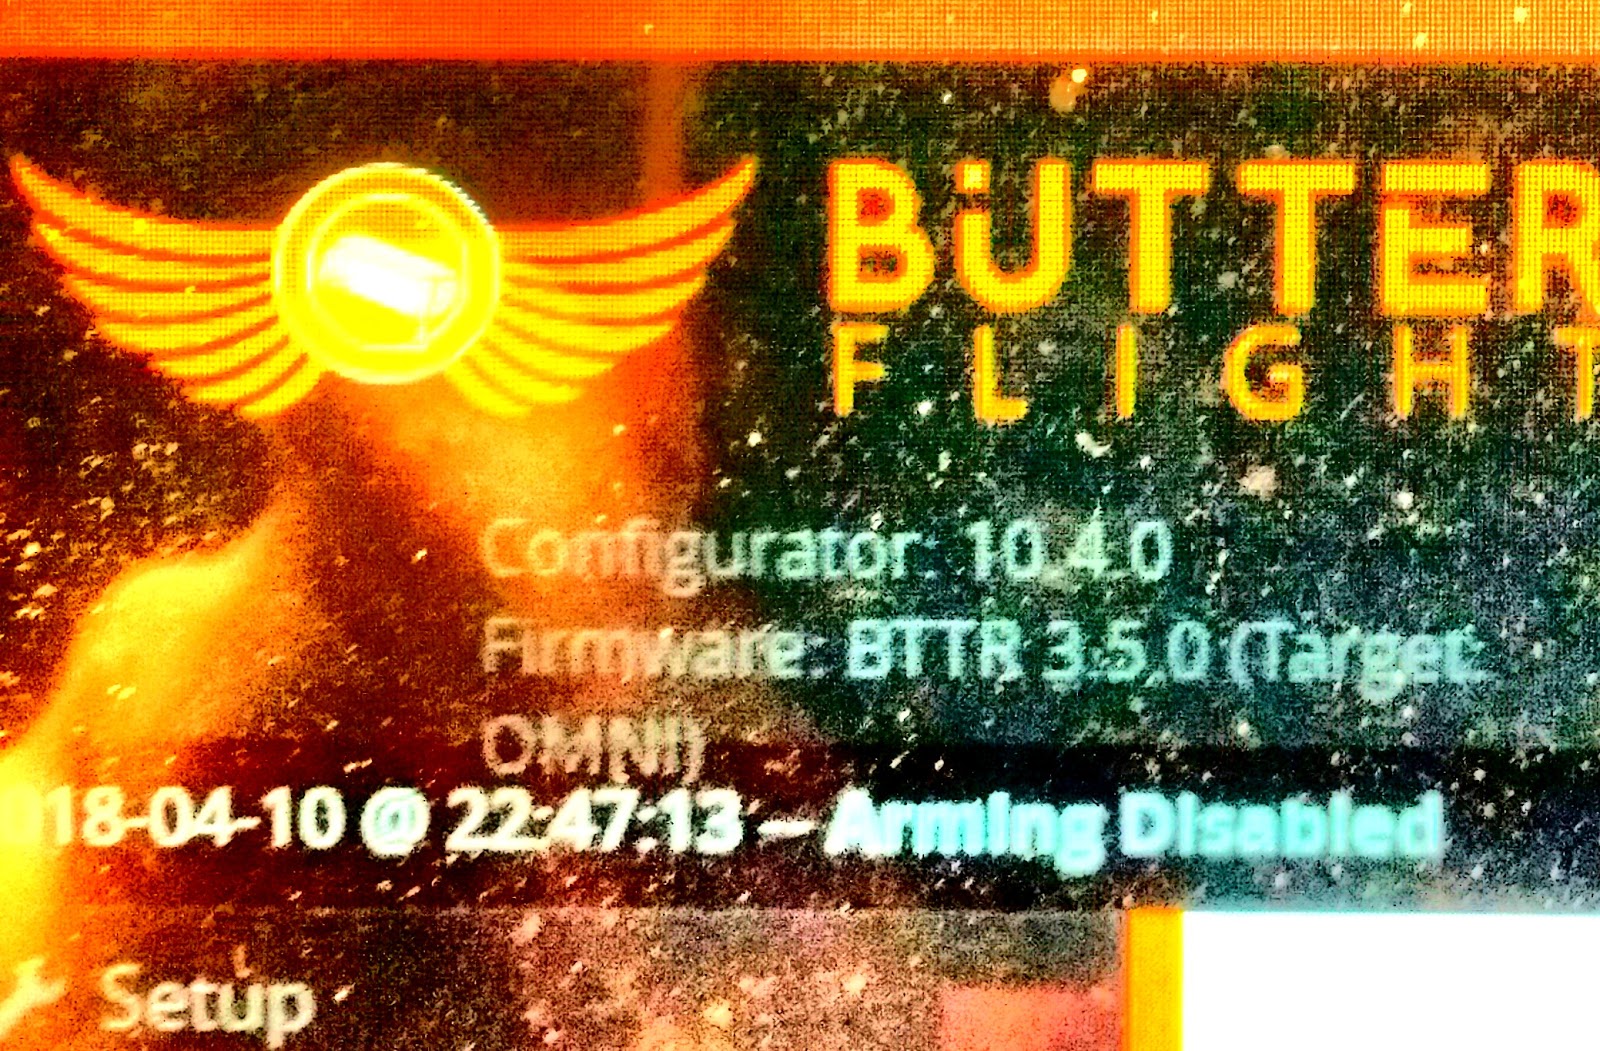 BUTTER
FLIGHT
Configurator: 10.4.0
Firmware: BTTR 3.5.0 (Target:
OMNI)
018-04-10 @ 22:47:13 -- Arming Disabled
Setup